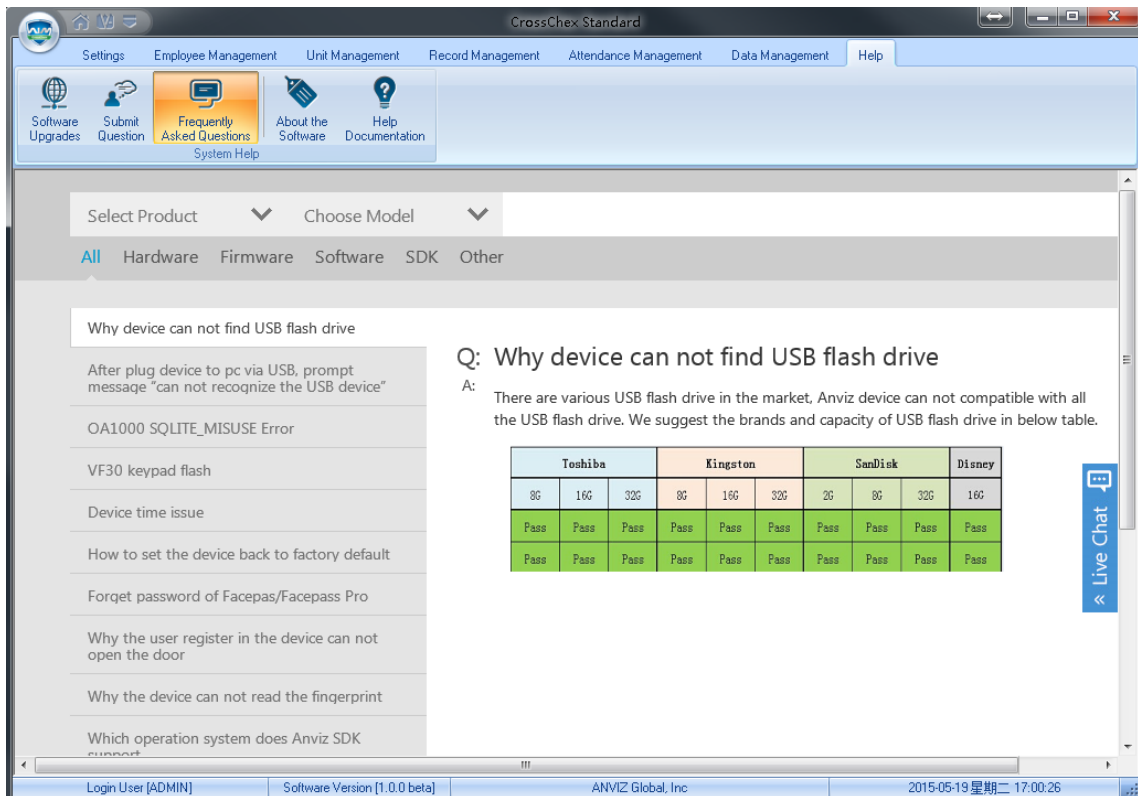 CrossChex Standard
Settings Employee Management Unit Management Record Management Attendance Management Data Management Help
Software Upgrades
Submit Question
Frequently Asked Questions
About the Software
Help Documentation
System Help
Select Product Choose Model
All Hardware Firmware Software SDK Other
Why device can not find USB flash drive
After plug device to pc via USB, prompt
message “can not recognize the USB device”
OA1000 SQLITE_MISUSE Error
VF30 keypad flash
Device time issue
How to set the device back to factory default
Forget password of Facepas/Facepass Pro
Why the user register in the device can not
open the door
Why the device can not read the fingerprint
Which operation system does Anviz SDK
support
Q: Why device can not find USB flash drive
A:
There are various USB flash drive in the market, Anviz device can not compatible with all
the USB flash drive. We suggest the brands and capacity of USB flash drive in below table.
Toshiba Kingston SanDisk Disney
8G 16G 32G 8G 16G 32G 2G 8G 32G 16G
Pass Pass Pass Pass Pass Pass Pass Pass Pass Pass
Pass Pass Pass Pass Pass Pass Pass Pass Pass Pass
« Live Chat
Login User [ADMIN] Software Version [1.0.0 beta] ANVIZ Global, Inc 2015-05-19 星期二 17:00:26